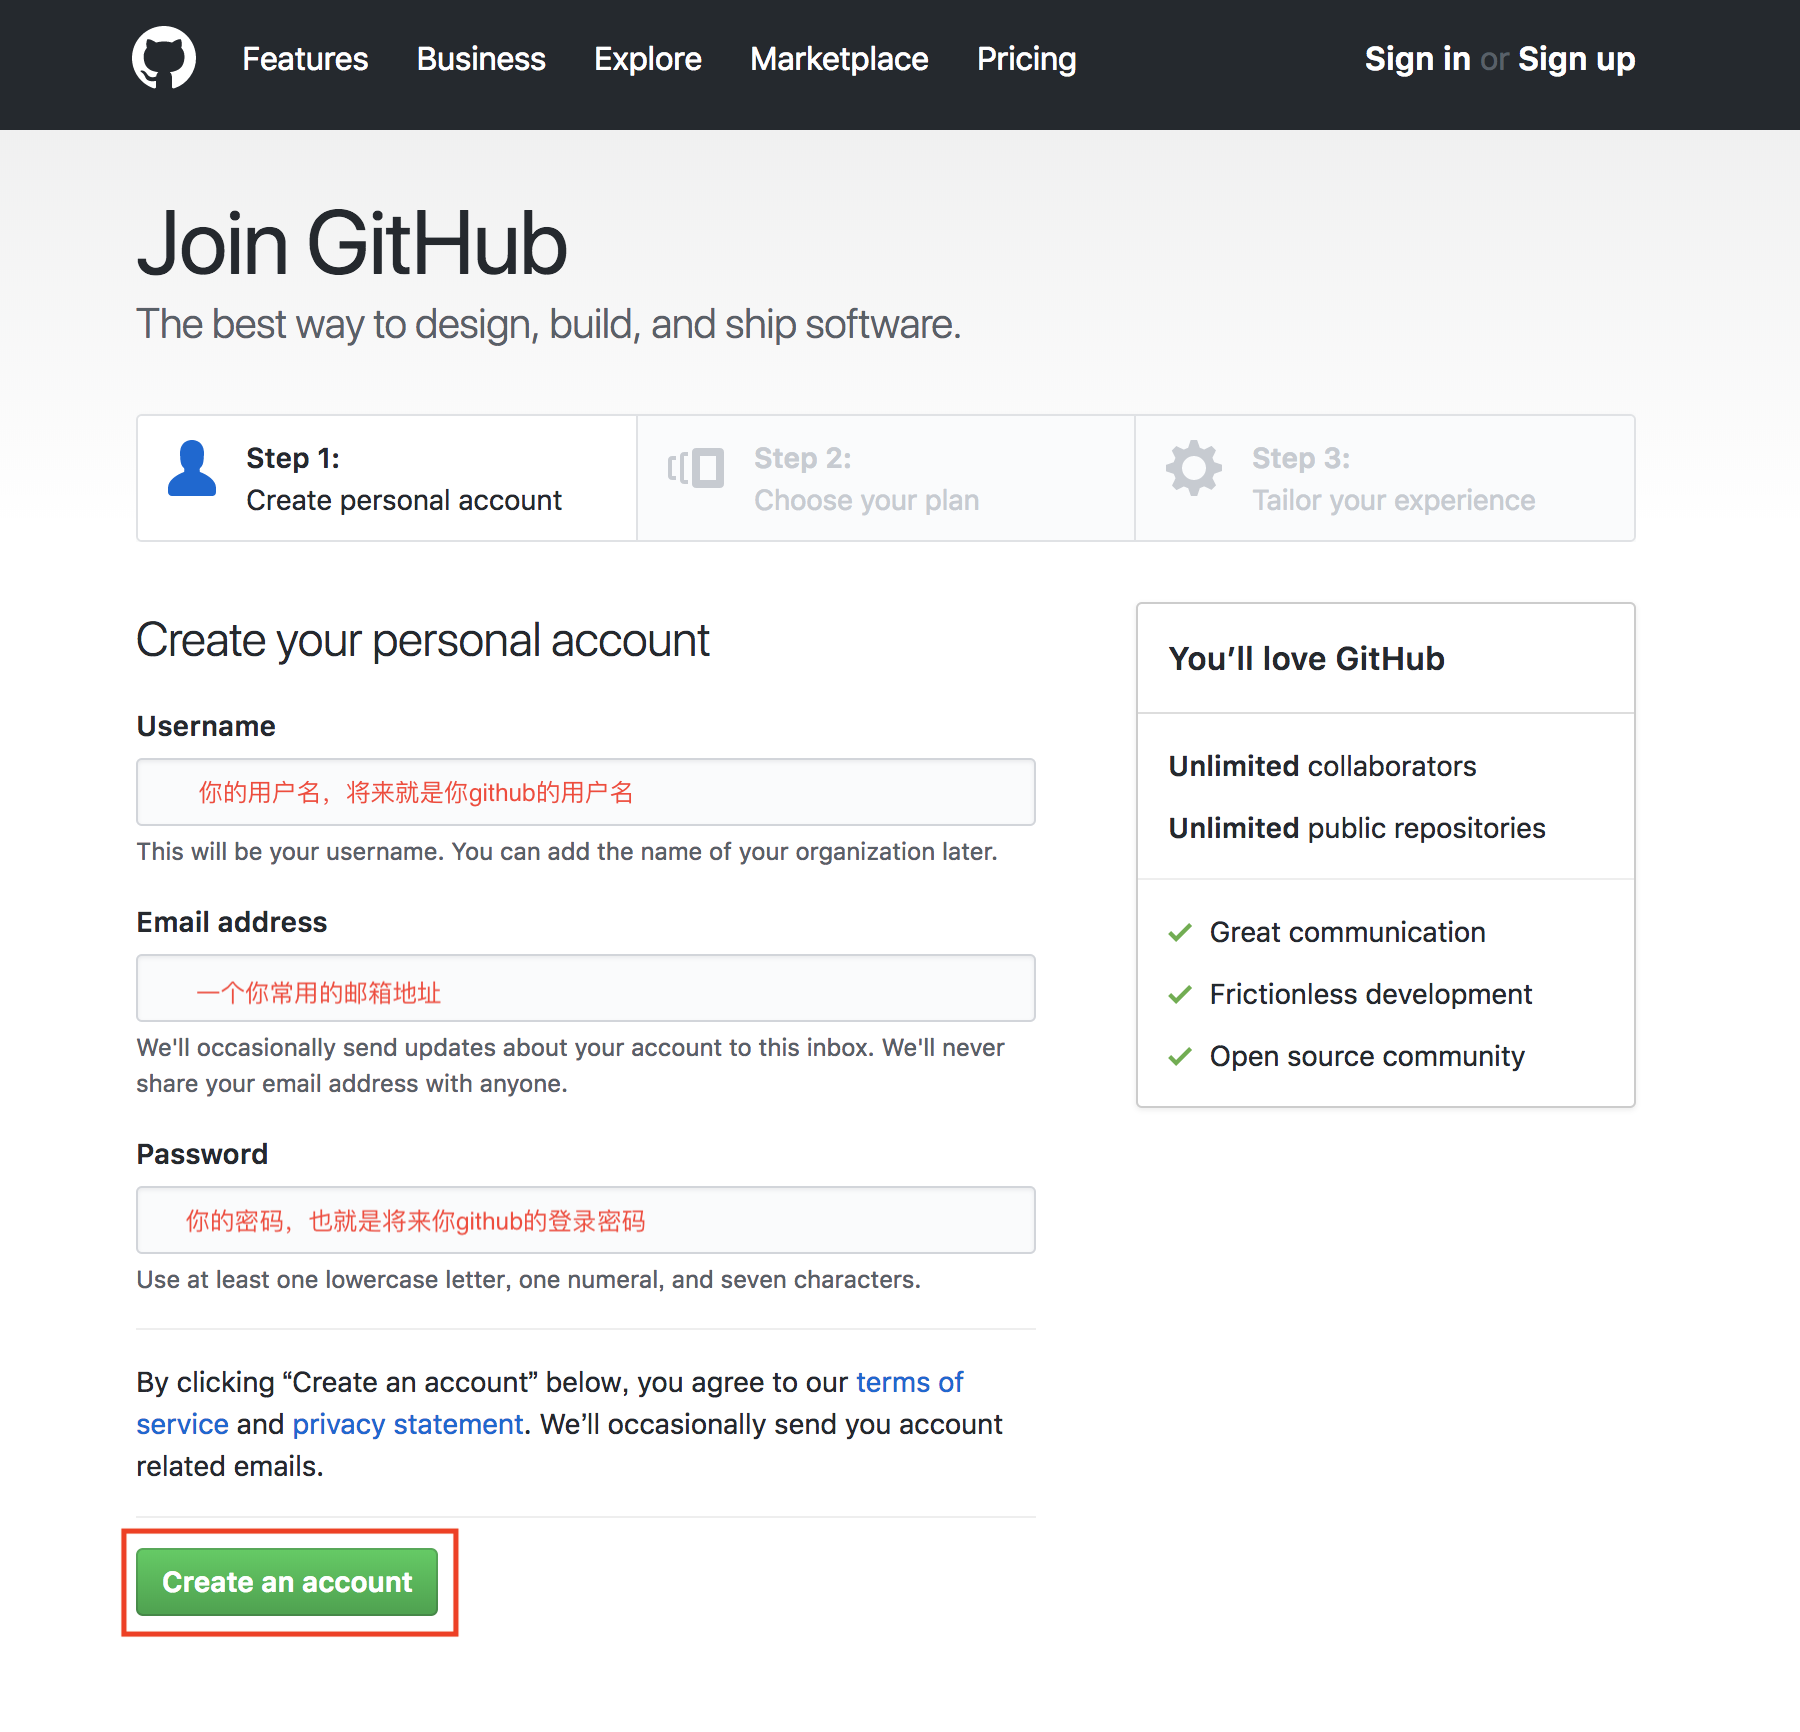 Features Business Explore Marketplace Pricing Sign in or Sign up
Join GitHub
The best way to design, build, and ship software.
Step 1:
Create personal account
Step 2:
Choose your plan
Step 3:
Tailor your experience
Create your personal account
Username
你的用户名，将来就是你github的用户名
This will be your username. You can add the name of your organization later.
Email address
一个你常用的邮箱地址
We'll occasionally send updates about your account to this inbox. We'll never
share your email address with anyone.
Password
你的密码，也就是将来你github的登录密码
Use at least one lowercase letter, one numeral, and seven characters.
By clicking “Create an account” below, you agree to our terms of
service and privacy statement. We’ll occasionally send you account
related emails.
Create an account
You’ll love GitHub
Unlimited collaborators
Unlimited public repositories
Great communication
Frictionless development
Open source community